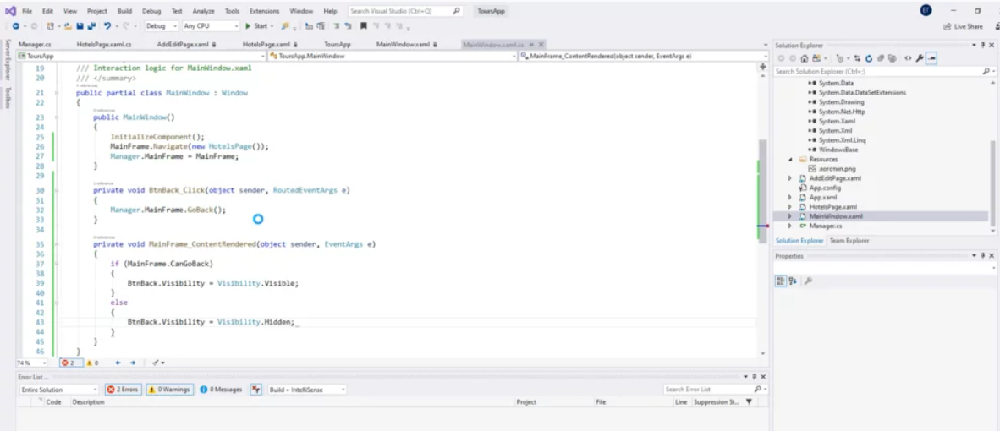 File Edit View Project Build Debug Test Analyze Tools Extensions Window Help Search Visual Studio (Ctrl+Q) ToursApp
Debug Any CPU Start Live Share
Server Explorer
Toolbox
Manager.cs HotelsPage.xaml.cs AddEditPage.xaml HotelsPage.xaml ToursApp MainWindow.xaml MainWindow.xaml.cs
ToursApp ToursApp.MainWindow MainFrame_ContentRendered(object sender, EventArgs e)
19 /// Interaction logic for MainWindow.xaml
20 /// </summary>
21 public partial class MainWindow : Window
22 {
0 references
23 public MainWindow()
24 {
25 InitializeComponent();
26 MainFrame.Navigate(new HotelsPage());
27 Manager.MainFrame = MainFrame;
28 }
29
30 private void BtnBack_Click(object sender, RoutedEventArgs e)
31 {
32 Manager.MainFrame.GoBack();
33 }
34
35 private void MainFrame_ContentRendered(object sender, EventArgs e)
36 {
37 if (MainFrame.CanGoBack)
38 {
39 BtnBack.Visibility = Visibility.Visible;
40 }
41 else
42 {
43 BtnBack.Visibility = Visibility.Hidden;
44 }
45 }
46 }
74 % 2 0
Error List ...
Entire Solution 2 Errors 0 Warnings 0 Messages Build + IntelliSense Search Error List
Code Description Project File Line Suppression St...
Solution Explorer
Search Solution Explorer (Ctrl+;)
System.Data
System.Data.DataSetExtensions
System.Drawing
System.Net.Http
System.Xaml
System.Xml
System.Xml.Linq
WindowsBase
Resources
логотип.png
AddEditPage.xaml
App.config
App.xaml
HotelsPage.xaml
MainWindow.xaml
Manager.cs
Solution Explorer Team Explorer
Properties